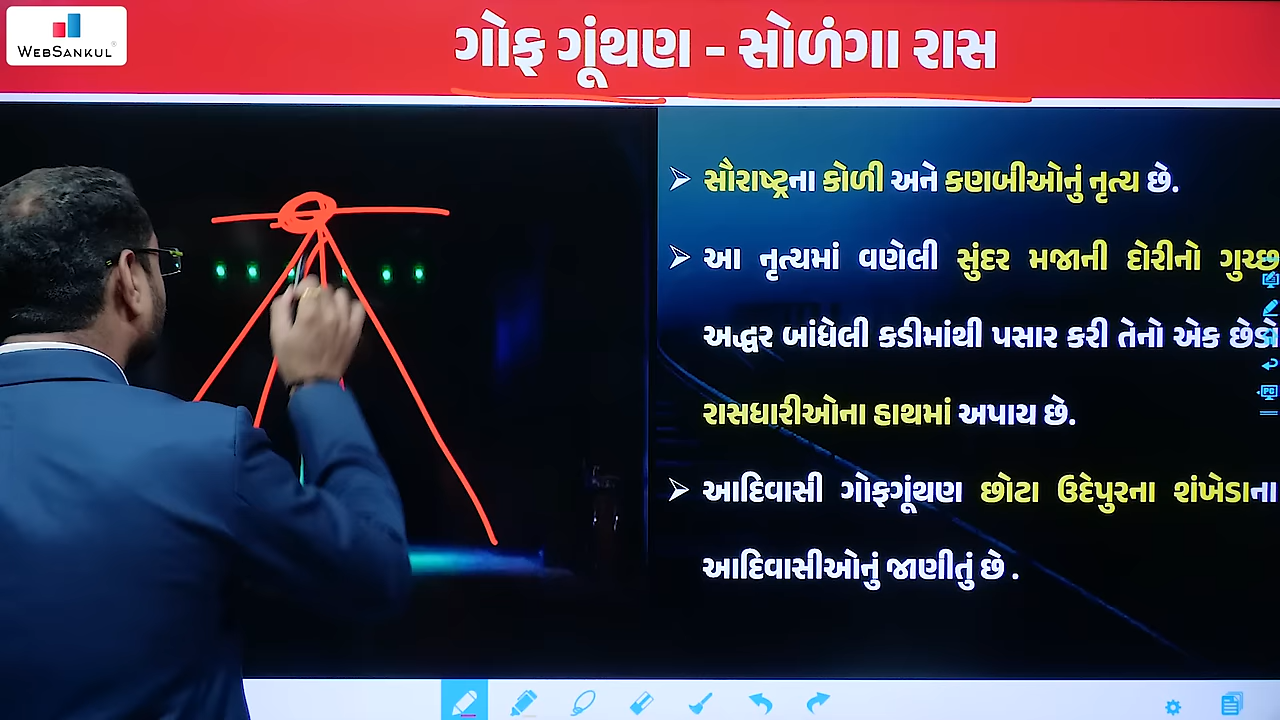 WEBSANKUL
ગોફ ગૂંથણ - સોળંગા રાસ
➢ સૌરાષ્ટ્રના કોળી અને કણબીઓનું નૃત્ય છે.
➢ આ નૃત્યમાં વણેલી સુંદર મજાની દોરીનો ગુચ્છ
અદ્ધર બાંધેલી કડીમાંથી પસાર કરી તેનો એક છેડો
રાસધારીઓના હાથમાં અપાય છે.
➢ આદિવાસી ગોફગૂંથણ છોટા ઉદેપુરના શંખેડાના
આદિવાસીઓનું જાણીતું છે .